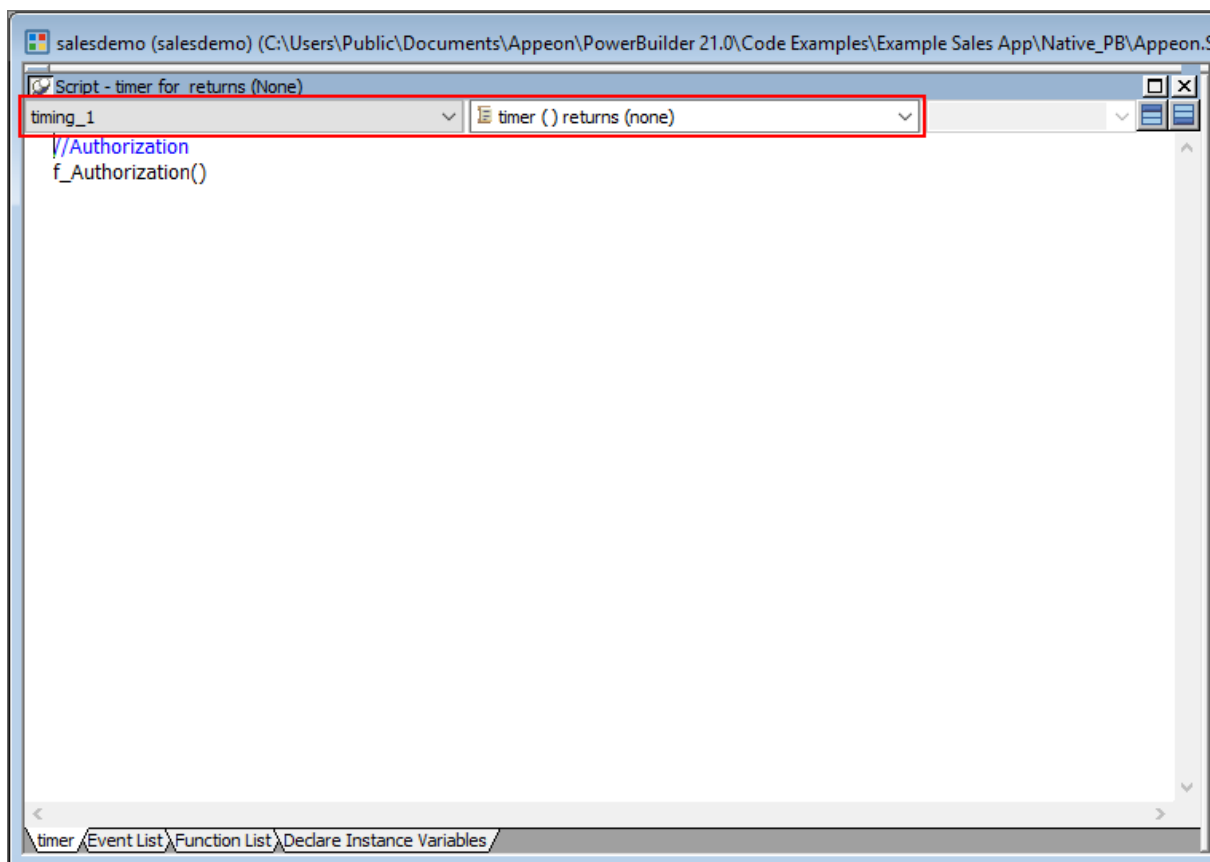 salesdemo (salesdemo) (C:\Users\Public\Documents\Appeon\PowerBuilder 21.0\Code Examples\Example Sales App\Native_PB\Appeon.S
Script - timer for  returns (None)
timing_1 timer ( ) returns (none)
//Authorization
f_Authorization()
timer Event List Function List Declare Instance Variables